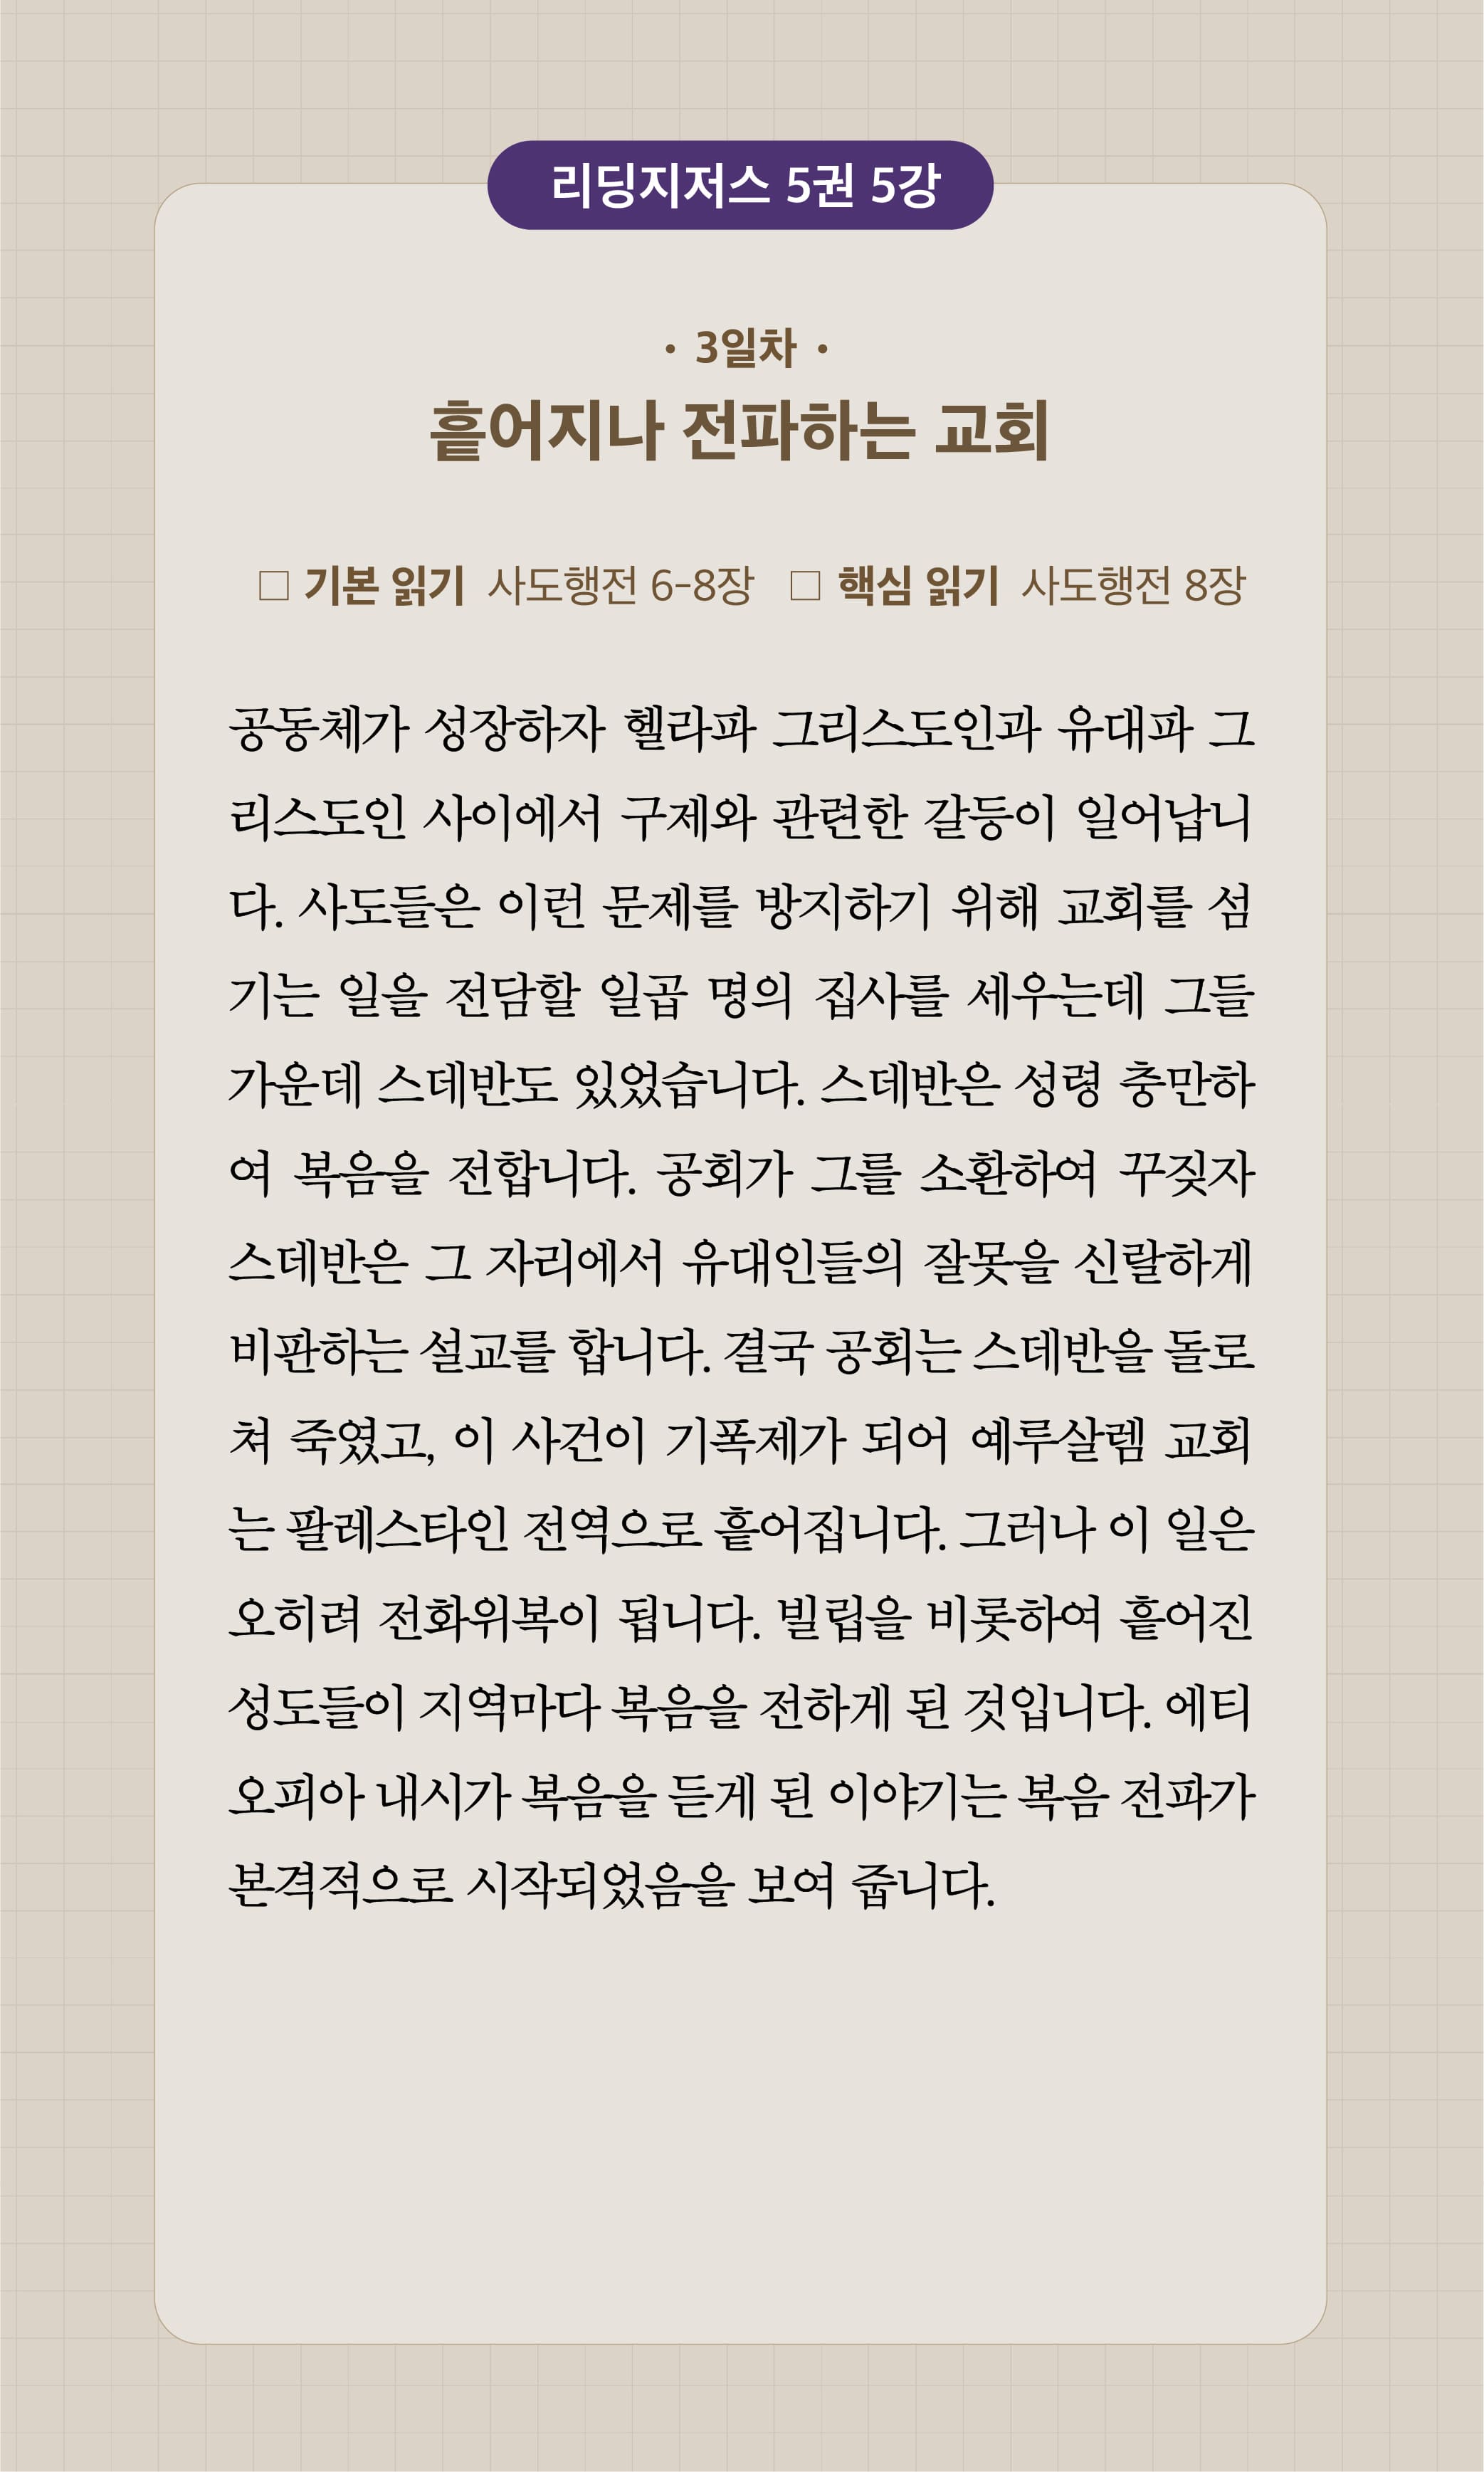 리딩지저스 5권 5강
· 3일차 ·
흩어지나 전파하는 교회
□ 기본 읽기 사도행전 6-8장 □ 핵심 읽기 사도행전 8장
공동체가 성장하자 헬라파 그리스도인과 유대파 그
리스도인 사이에서 구제와 관련한 갈등이 일어납니
다. 사도들은 이런 문제를 방지하기 위해 교회를 섬
기는 일을 전담할 일곱 명의 집사를 세우는데 그들
가운데 스데반도 있었습니다. 스데반은 성령 충만하
여 복음을 전합니다. 공회가 그를 소환하여 꾸짖자
스데반은 그 자리에서 유대인들의 잘못을 신랄하게
비판하는 설교를 합니다. 결국 공회는 스데반을 돌로
쳐 죽였고, 이 사건이 기폭제가 되어 예루살렘 교회
는 팔레스타인 전역으로 흩어집니다. 그러나 이 일은
오히려 전화위복이 됩니다. 빌립을 비롯하여 흩어진
성도들이 지역마다 복음을 전하게 된 것입니다. 에티
오피아 내시가 복음을 듣게 된 이야기는 복음 전파가
본격적으로 시작되었음을 보여 줍니다.